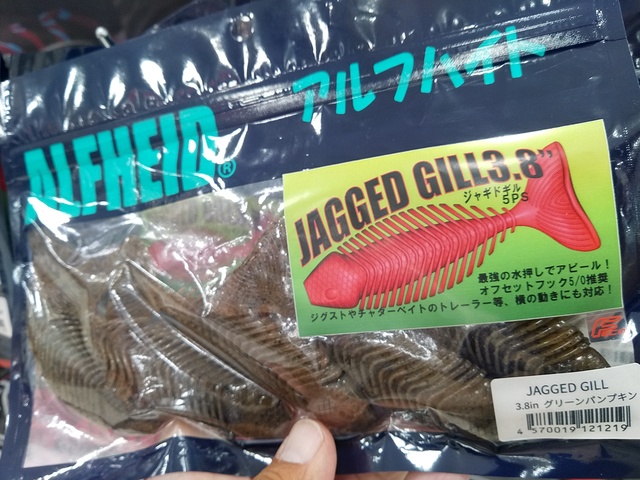 アルフハイト
ALFHEID®
JAGGED GILL3.8"
ジャギドギル
5PS
最強の水押しでアピール！
オフセットフック5/0推奨
ジグストやチャターベイトのトレーラー等、横の動きにも対応！
JAGGED GILL
3.8in グリーンパンプキン
4 570019 121219